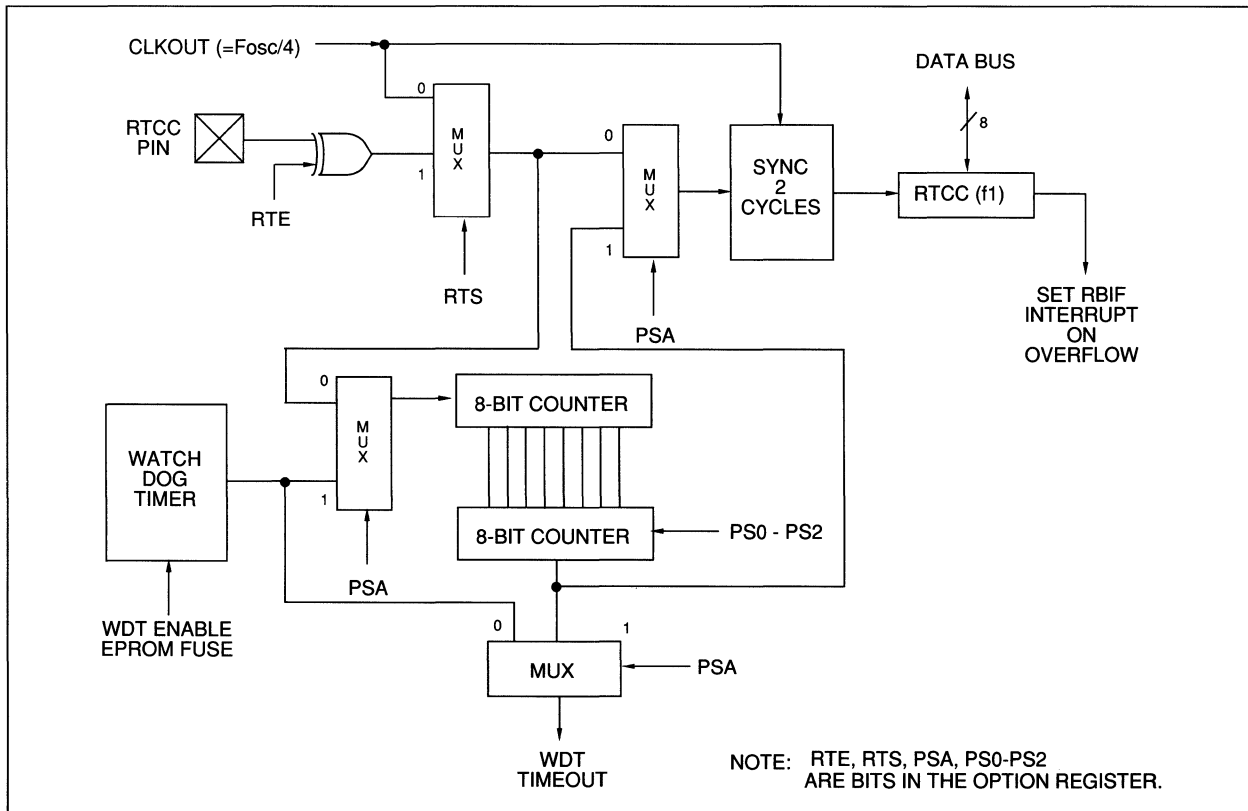 CLKOUT (=Fosc/4)
DATA BUS
8
RTCC
PIN
RTE
0
1
M
U
X
RTS
0
1
M
U
X
PSA
SYNC
2
CYCLES
RTCC (f1)
SET RBIF
INTERRUPT
ON
OVERFLOW
WATCH
DOG
TIMER
WDT ENABLE
EPROM FUSE
0
1
M
U
X
PSA
8-BIT COUNTER
8-BIT COUNTER
PS0 - PS2
0
1
MUX
PSA
WDT
TIMEOUT
NOTE: RTE, RTS, PSA, PS0-PS2
ARE BITS IN THE OPTION REGISTER.